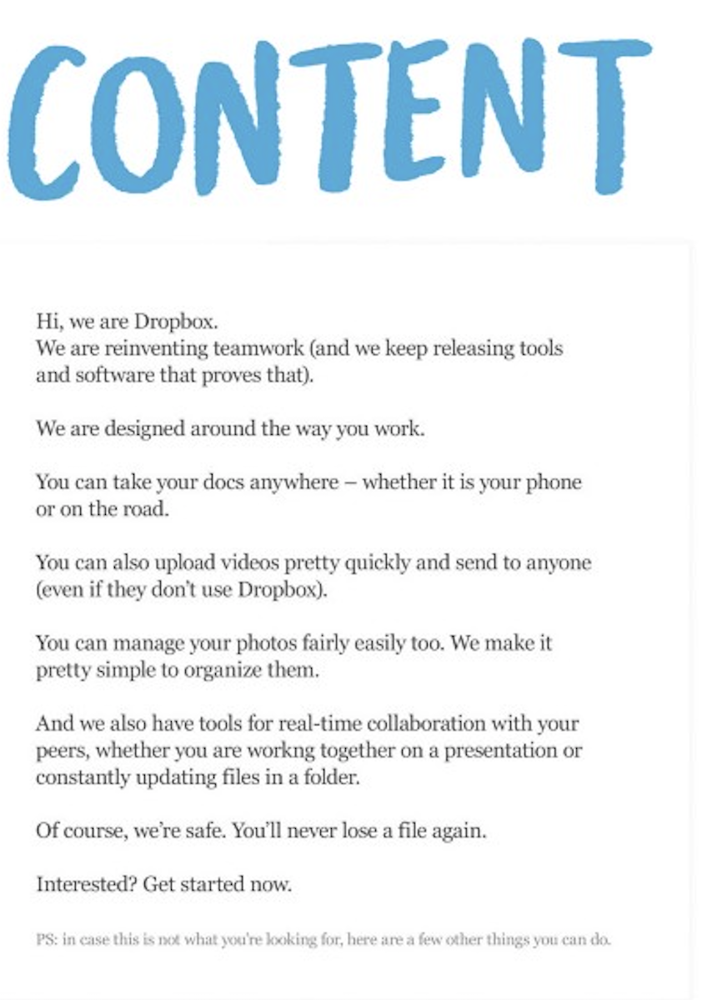 CONTENT
Hi, we are Dropbox.
We are reinventing teamwork (and we keep releasing tools
and software that proves that).
We are designed around the way you work.
You can take your docs anywhere – whether it is your phone
or on the road.
You can also upload videos pretty quickly and send to anyone
(even if they don't use Dropbox).
You can manage your photos fairly easily too. We make it
pretty simple to organize them.
And we also have tools for real-time collaboration with your
peers, whether you are workng together on a presentation or
constantly updating files in a folder.
Of course, we're safe. You'll never lose a file again.
Interested? Get started now.
PS: in case this is not what you're looking for, here are a few other things you can do.